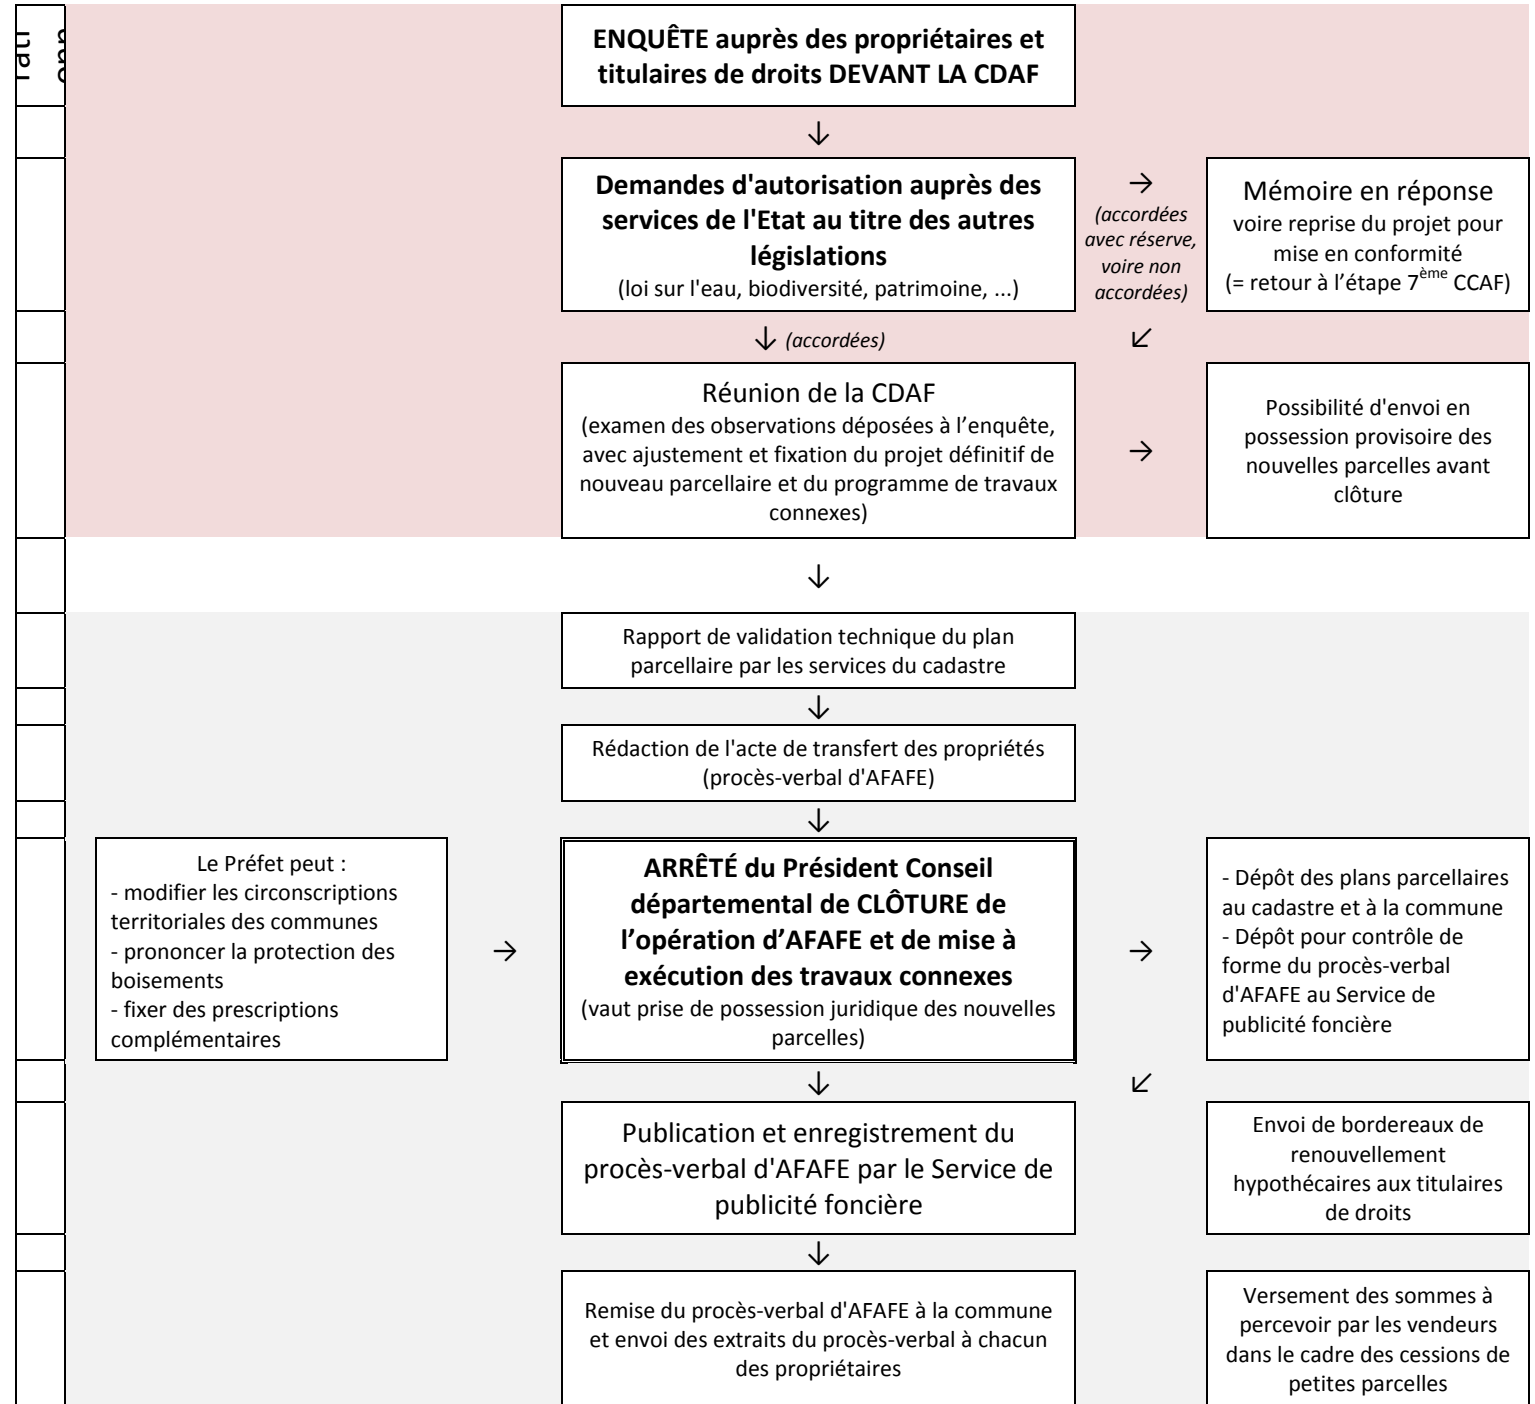 ENQUÊTE auprès des propriétaires et
titulaires de droits DEVANT LA CDAF
↓
Demandes d'autorisation auprès des
services de l'Etat au titre des autres
législations
(loi sur l'eau, biodiversité, patrimoine, ...)
→
(accordées
avec réserve,
voire non
accordées)
Mémoire en réponse
voire reprise du projet pour
mise en conformité
(= retour à l’étape 7ème CCAF)
↓ (accordées)
↙
Réunion de la CDAF
(examen des observations déposées à l’enquête,
avec ajustement et fixation du projet définitif de
nouveau parcellaire et du programme de travaux
connexes)
→
Possibilité d'envoi en
possession provisoire des
nouvelles parcelles avant
clôture
↓
Rapport de validation technique du plan
parcellaire par les services du cadastre
↓
Rédaction de l'acte de transfert des propriétés
(procès-verbal d'AFAFE)
↓
Le Préfet peut :
- modifier les circonscriptions
territoriales des communes
- prononcer la protection des
boisements
- fixer des prescriptions
complémentaires
→
ARRÊTÉ du Président Conseil
départemental de CLÔTURE de
l’opération d’AFAFE et de mise à
exécution des travaux connexes
(vaut prise de possession juridique des nouvelles
parcelles)
→
- Dépôt des plans parcellaires
au cadastre et à la commune
- Dépôt pour contrôle de
forme du procès-verbal
d'AFAFE au Service de
publicité foncière
↓
↙
Publication et enregistrement du
procès-verbal d'AFAFE par le Service de
publicité foncière
Envoi de bordereaux de
renouvellement
hypothécaires aux titulaires
de droits
↓
Remise du procès-verbal d'AFAFE à la commune
et envoi des extraits du procès-verbal à chacun
des propriétaires
Versement des sommes à
percevoir par les vendeurs
dans le cadre des cessions de
petites parcelles